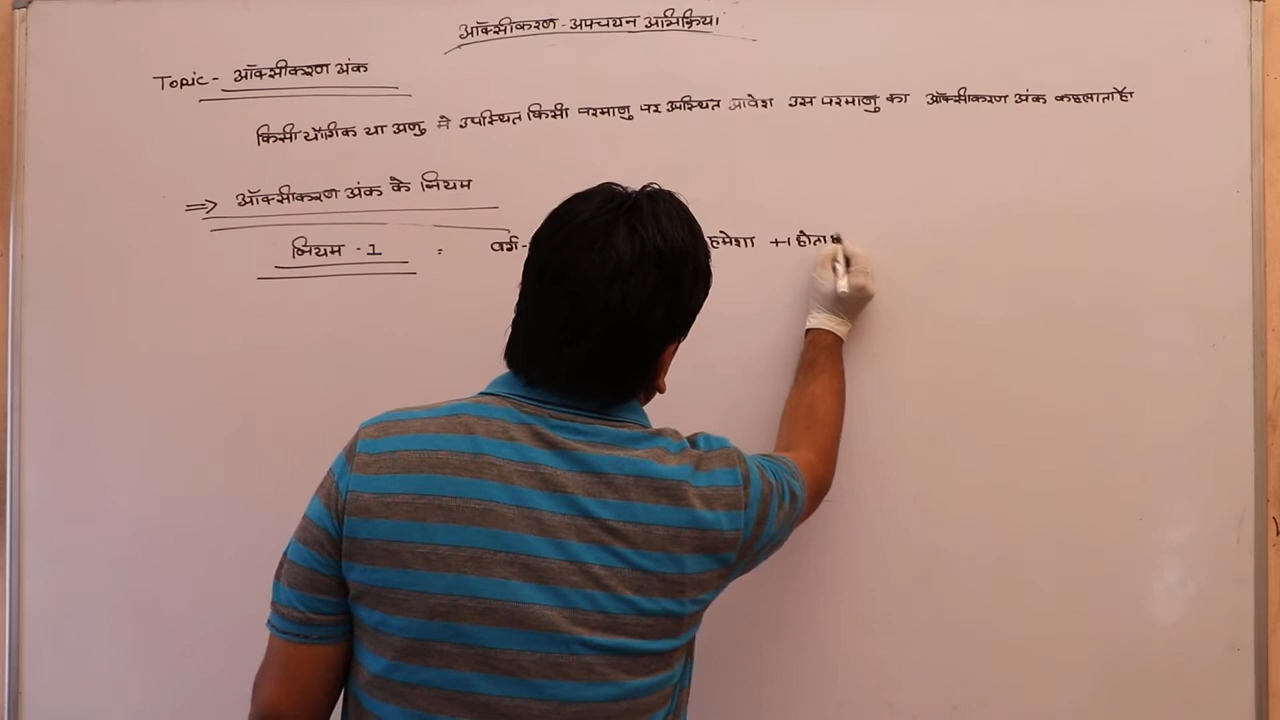 ऑक्सीकरण-अपचयन अभिक्रिया
Topic - ऑक्सीकरण अंक
किसी यौगिक या अणु मे उपस्थित किसी परमाणु पर उपस्थित आवेश उस परमाणु का ऑक्सीकरण अंक कहलाता है।
=> ऑक्सीकरण अंक के नियम
नियम - 1 : वर्ग- हमेशा +1 होता